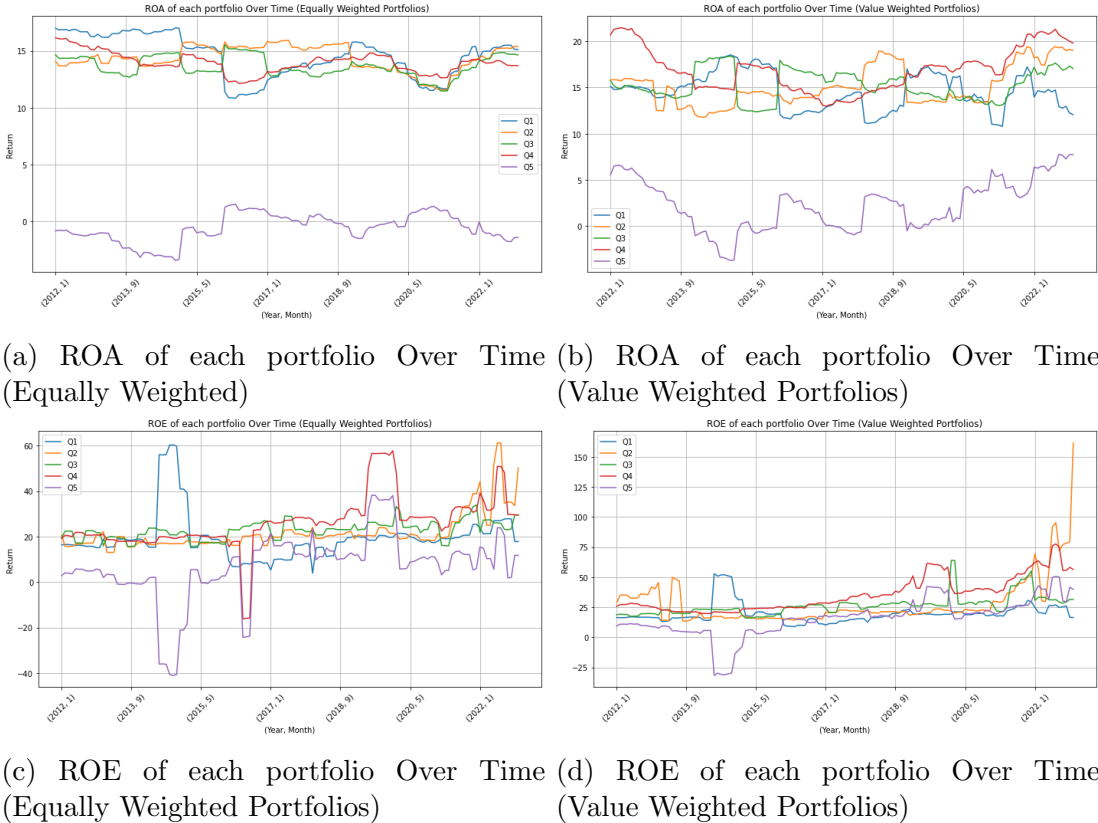 ROA of each portfolio Over Time (Equally Weighted Portfolios)
Return
15
10
5
0
Q1
Q2
Q3
Q4
Q5
(2012, 1)
(2013, 9)
(2015, 5)
(2017, 1)
(2018, 9)
(2020, 5)
(2022, 1)
(Year, Month)
ROA of each portfolio Over Time (Value Weighted Portfolios)
Return
20
15
10
5
0
Q1
Q2
Q3
Q4
Q5
(2012, 1)
(2013, 9)
(2015, 5)
(2017, 1)
(2018, 9)
(2020, 5)
(2022, 1)
(Year, Month)
(a) ROA of each portfolio Over Time
(Equally Weighted)
(b) ROA of each portfolio Over Time
(Value Weighted Portfolios)
ROE of each portfolio Over Time (Equally Weighted Portfolios)
Return
60
40
20
0
−20
−40
Q1
Q2
Q3
Q4
Q5
(2012, 1)
(2013, 9)
(2015, 5)
(2017, 1)
(2018, 9)
(2020, 5)
(2022, 1)
(Year, Month)
ROE of each portfolio Over Time (Value Weighted Portfolios)
Return
150
125
100
75
50
25
0
−25
Q1
Q2
Q3
Q4
Q5
(2012, 1)
(2013, 9)
(2015, 5)
(2017, 1)
(2018, 9)
(2020, 5)
(2022, 1)
(Year, Month)
(c) ROE of each portfolio Over Time
(Equally Weighted Portfolios)
(d) ROE of each portfolio Over Time
(Value Weighted Portfolios)